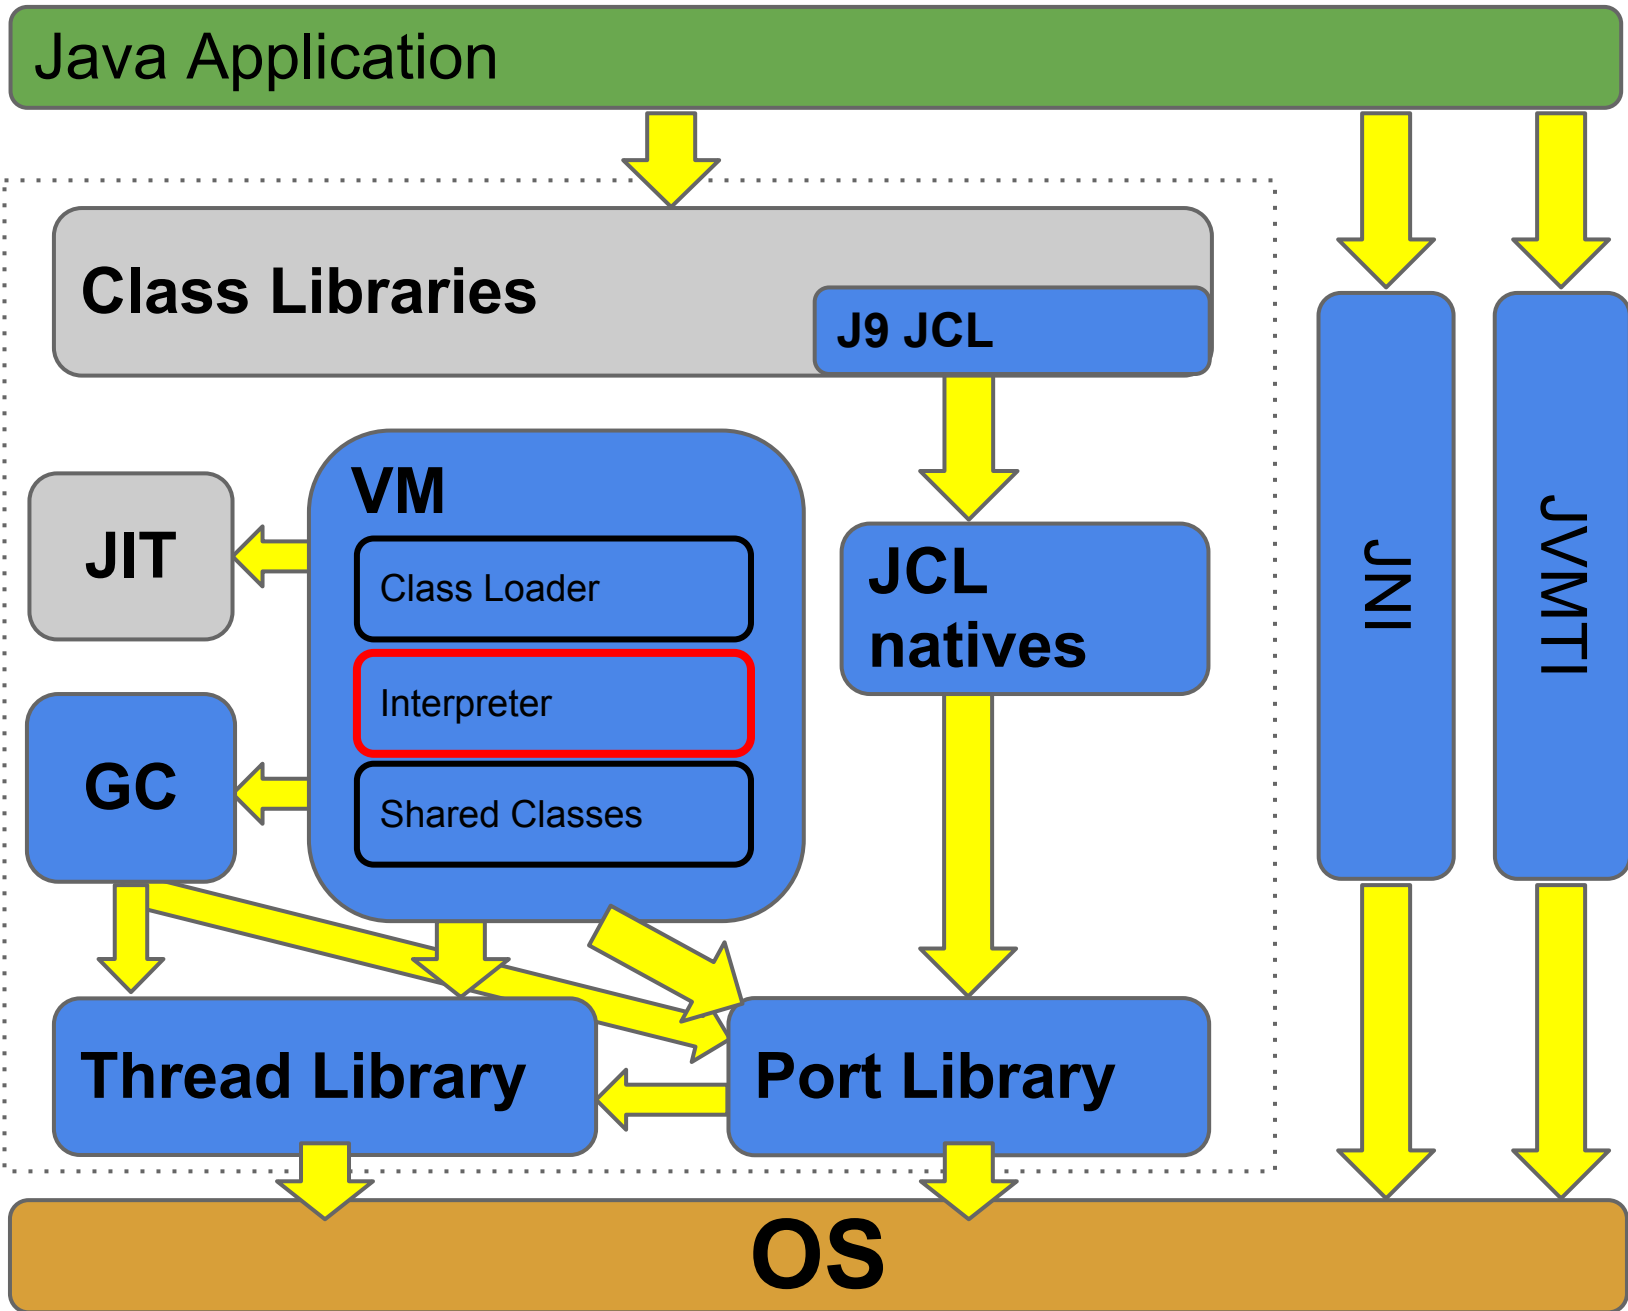 Java Application
Class Libraries
J9 JCL
VM
JIT
Class Loader
JCL
natives
Interpreter
GC
Shared Classes
JNI
JVMTI
Thread Library
Port Library
OS